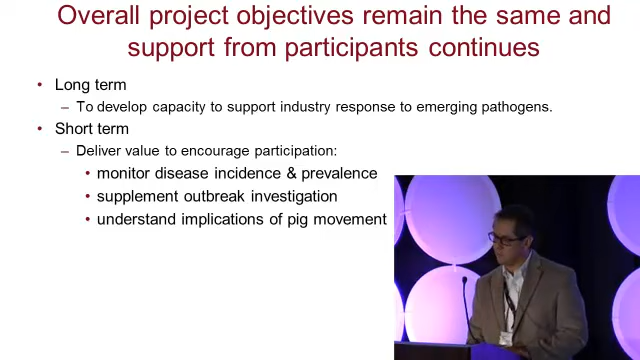 Overall project objectives remain the same and
support from participants continues
• Long term
– To develop capacity to support industry response to emerging pathogens.
• Short term
– Deliver value to encourage participation:
• monitor disease incidence & prevalence
• supplement outbreak investigation
• understand implications of pig movement